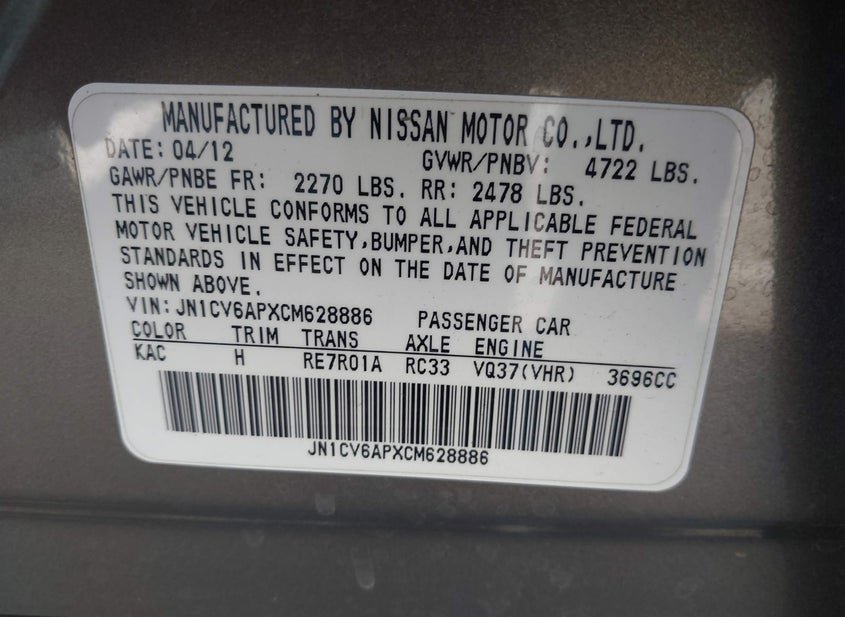 MANUFACTURED BY NISSAN MOTOR CO.,LTD.
DATE: 04/12 GVWR/PNBV: 4722 LBS.
GAWR/PNBE FR: 2270 LBS. RR: 2478 LBS.
THIS VEHICLE CONFORMS TO ALL APPLICABLE FEDERAL
MOTOR VEHICLE SAFETY,BUMPER,AND THEFT PREVENTION
STANDARDS IN EFFECT ON THE DATE OF MANUFACTURE
SHOWN ABOVE.
VIN:JN1CV6APXCM628886 PASSENGER CAR
COLOR TRIM TRANS AXLE ENGINE
KAC H RE7R01A RC33 VQ37(VHR) 3696CC
JN1CV6APXCM628886